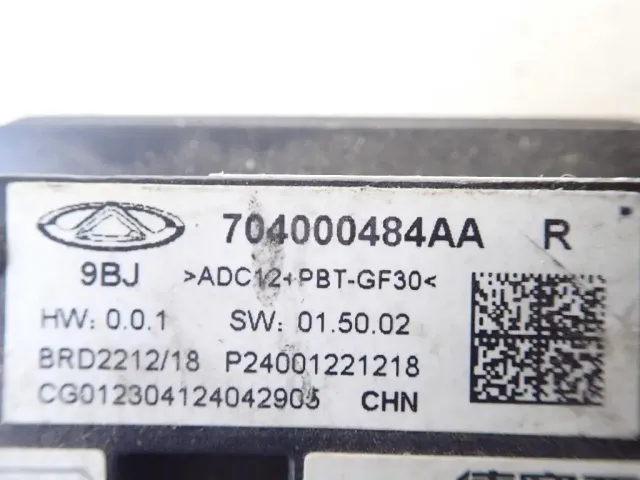 704000484AA R
9BJ >ADC12+PBT-GF30<
HW: 0.0.1 SW: 01.50.02
BRD2212/18 P24001221218
CG012304124042905 CHN